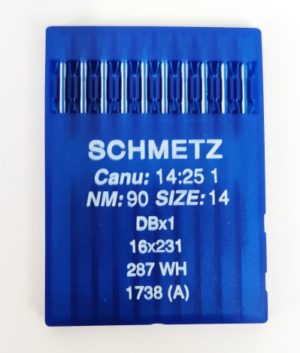 SCHMETZ
Canu: 14:25 1
NM: 90 SIZE: 14
DBx1
16x231
287 WH
1738 (A)